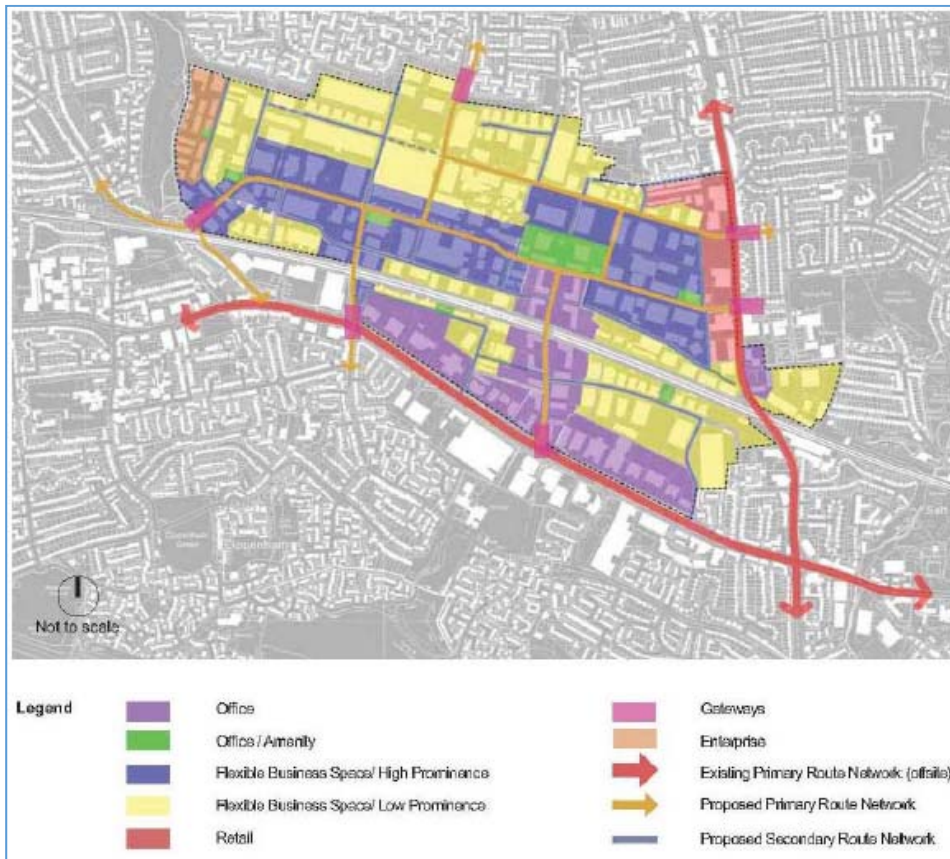 Cippenham
Not to scale
Legend
Office
Office / Amenity
Flexible Business Space/ High Prominence
Flexible Business Space/ Low Prominence
Retail
Gateways
Enterprise
Existing Primary Route Network (offsite)
Proposed Primary Route Network
Proposed Secondary Route Network